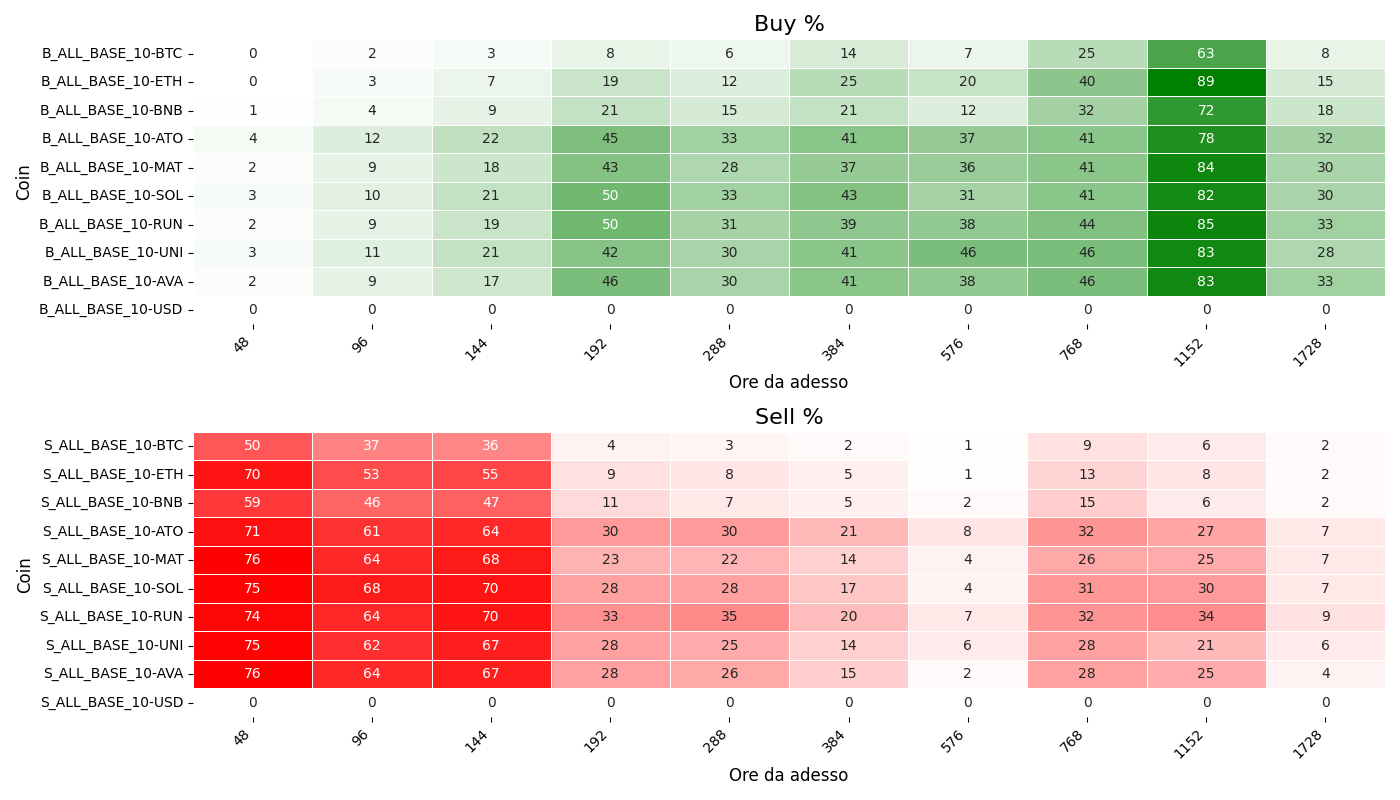 Buy %
Coin
B_ALL_BASE_10-BTC 0 2 3 8 6 14 7 25 63 8
B_ALL_BASE_10-ETH 0 3 7 19 12 25 20 40 89 15
B_ALL_BASE_10-BNB 1 4 9 21 15 21 12 32 72 18
B_ALL_BASE_10-ATO 4 12 22 45 33 41 37 41 78 32
B_ALL_BASE_10-MAT 2 9 18 43 28 37 36 41 84 30
B_ALL_BASE_10-SOL 3 10 21 50 33 43 31 41 82 30
B_ALL_BASE_10-RUN 2 9 19 50 31 39 38 44 85 33
B_ALL_BASE_10-UNI 3 11 21 42 30 41 46 46 83 28
B_ALL_BASE_10-AVA 2 9 17 46 30 41 38 46 83 33
B_ALL_BASE_10-USD 0 0 0 0 0 0 0 0 0 0
48 96 144 192 288 384 576 768 1152 1728
Ore da adesso
Sell %
Coin
S_ALL_BASE_10-BTC 50 37 36 4 3 2 1 9 6 2
S_ALL_BASE_10-ETH 70 53 55 9 8 5 1 13 8 2
S_ALL_BASE_10-BNB 59 46 47 11 7 5 2 15 6 2
S_ALL_BASE_10-ATO 71 61 64 30 30 21 8 32 27 7
S_ALL_BASE_10-MAT 76 64 68 23 22 14 4 26 25 7
S_ALL_BASE_10-SOL 75 68 70 28 28 17 4 31 30 7
S_ALL_BASE_10-RUN 74 64 70 33 35 20 7 32 34 9
S_ALL_BASE_10-UNI 75 62 67 28 25 14 6 28 21 6
S_ALL_BASE_10-AVA 76 64 67 28 26 15 2 28 25 4
S_ALL_BASE_10-USD 0 0 0 0 0 0 0 0 0 0
48 96 144 192 288 384 576 768 1152 1728
Ore da adesso